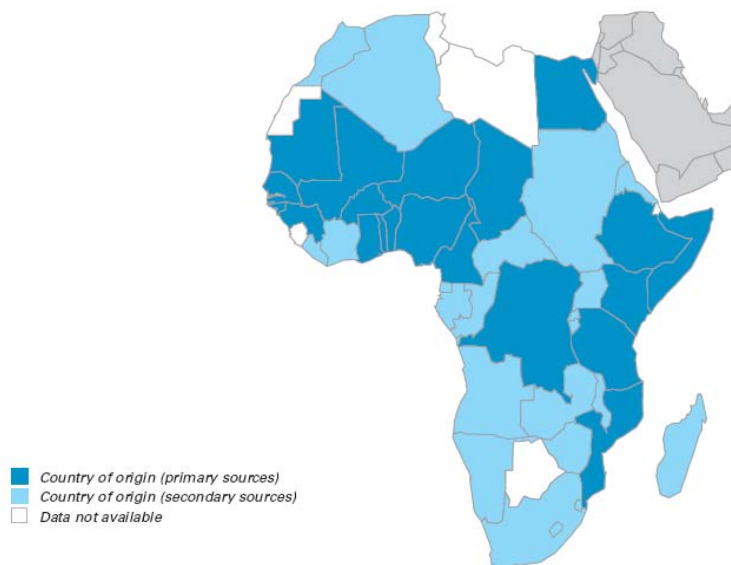 Country of origin (primary sources)
Country of origin (secondary sources)
Data not available